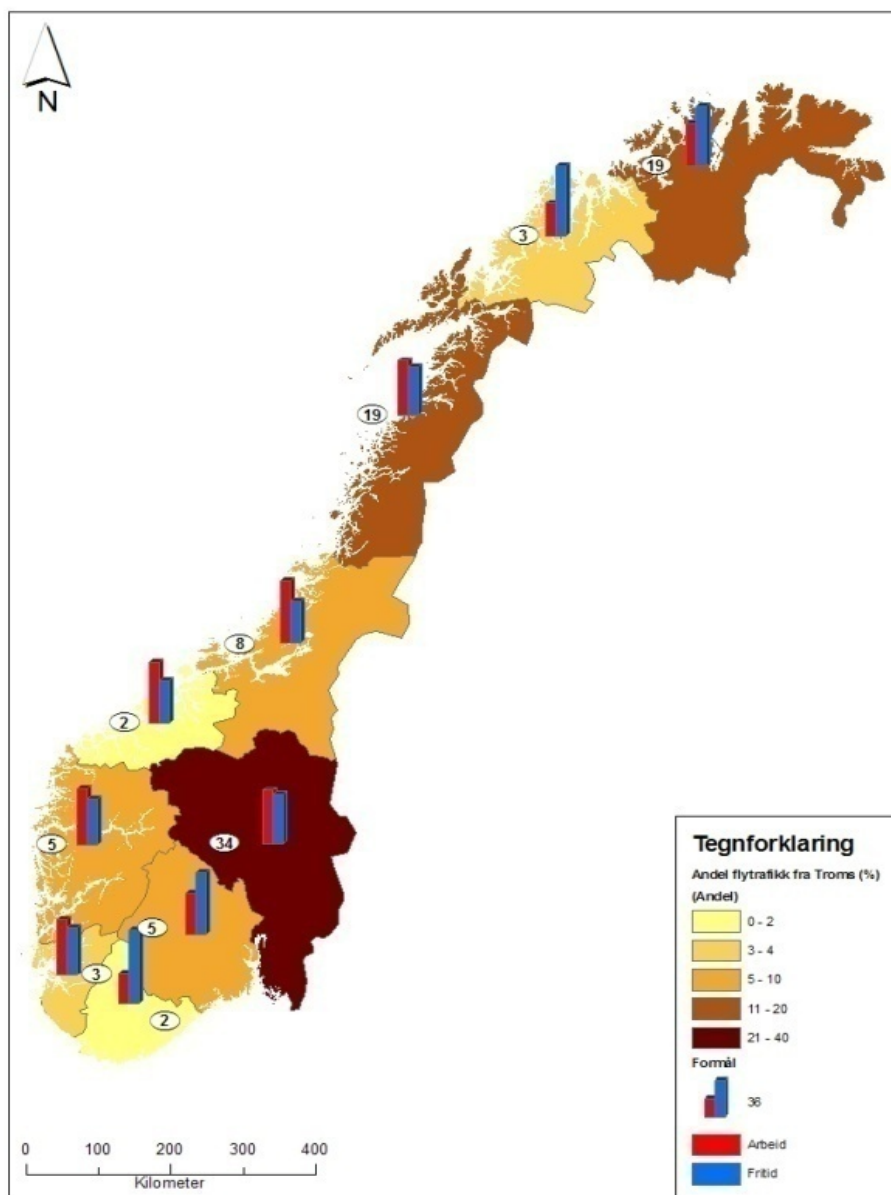 N
19
3
19
8
2
5
34
5
3
2
Tegnforklaring
Andel flytrafikk fra Troms (%)
(Andel)
0 - 2
3 - 4
5 - 10
11 - 20
21 - 40
Formål
36
Arbeid
Fritid
0 100 200 300 400
Kilometer